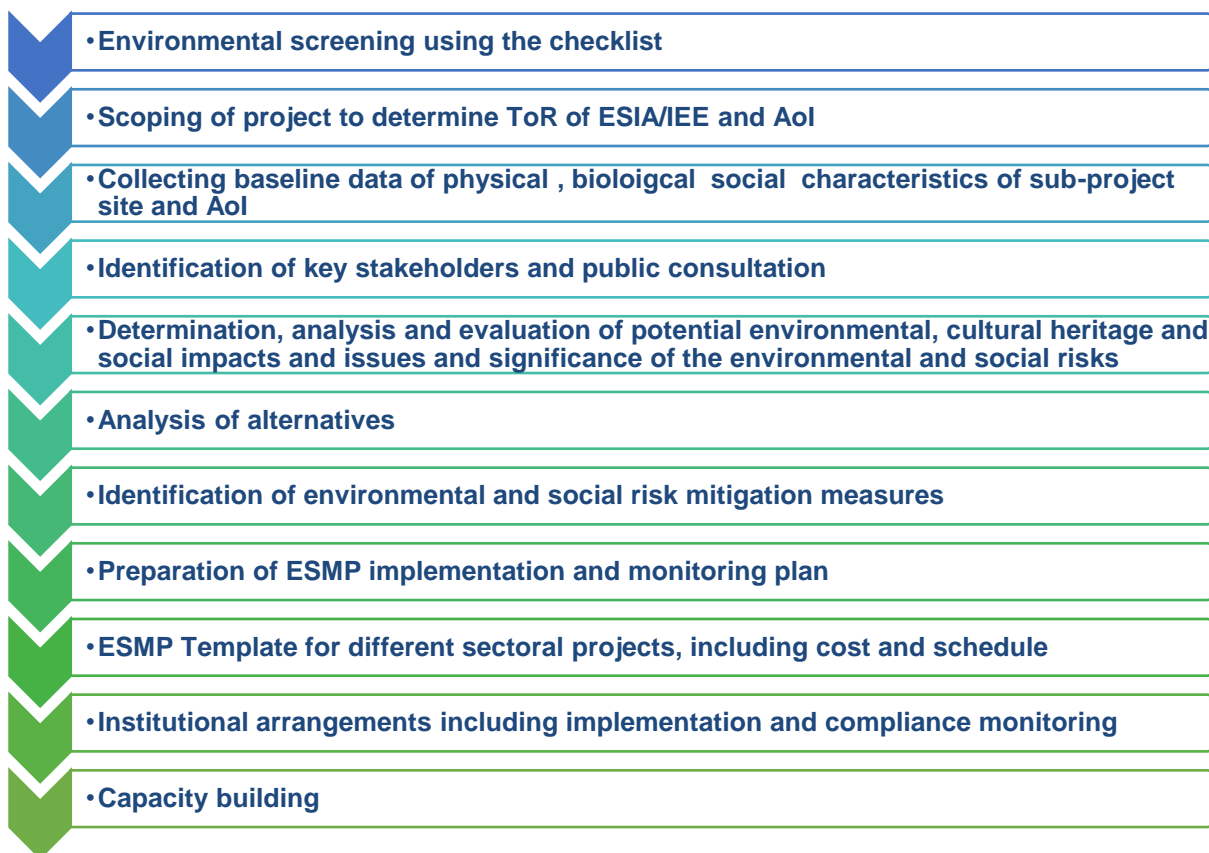 •Environmental screening using the checklist
•Scoping of project to determine ToR of ESIA/IEE and AoI
•Collecting baseline data of physical , bioloigcal social characteristics of sub-project
site and AoI
•Identification of key stakeholders and public consultation
•Determination, analysis and evaluation of potential environmental, cultural heritage and
social impacts and issues and significance of the environmental and social risks
•Analysis of alternatives
•Identification of environmental and social risk mitigation measures
•Preparation of ESMP implementation and monitoring plan
•ESMP Template for different sectoral projects, including cost and schedule
•Institutional arrangements including implementation and compliance monitoring
•Capacity building